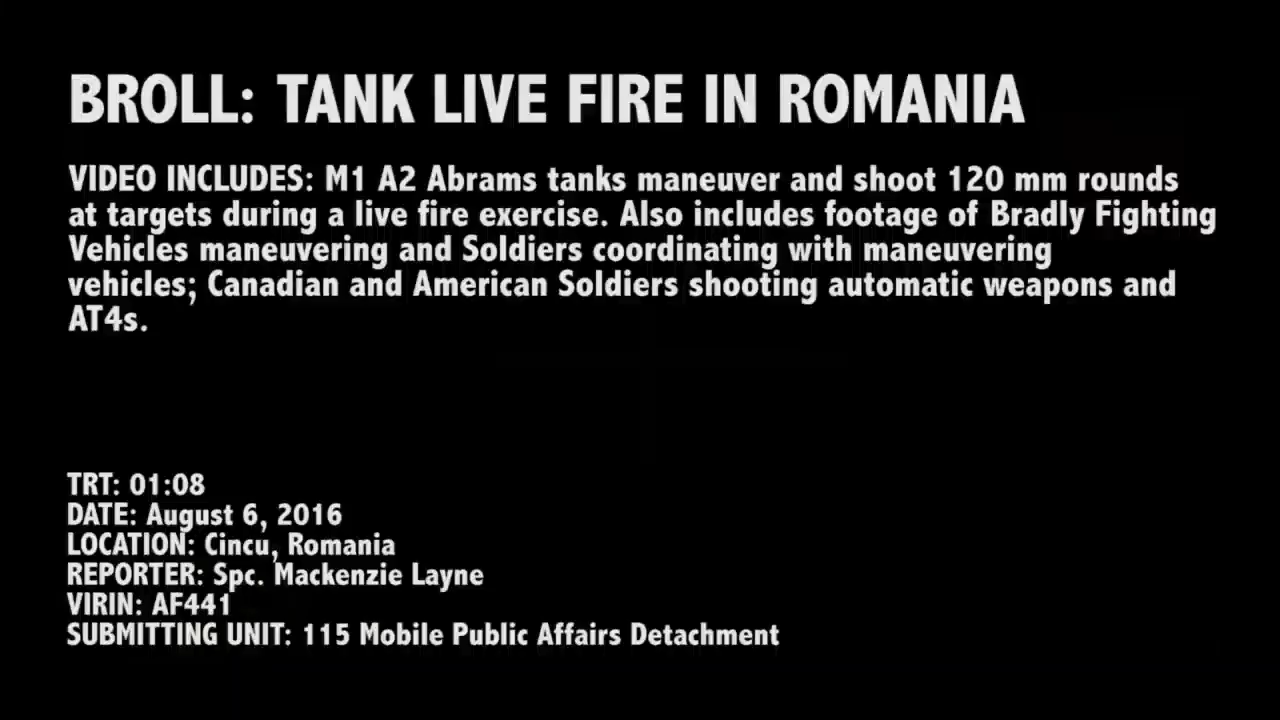 BROLL: TANK LIVE FIRE IN ROMANIA
VIDEO INCLUDES: M1 A2 Abrams tanks maneuver and shoot 120 mm rounds
at targets during a live fire exercise. Also includes footage of Bradly Fighting
Vehicles maneuvering and Soldiers coordinating with maneuvering
vehicles; Canadian and American Soldiers shooting automatic weapons and
AT4s.
TRT: 01:08
DATE: August 6, 2016
LOCATION: Cincu, Romania
REPORTER: Spc. Mackenzie Layne
VIRIN: AF441
SUBMITTING UNIT: 115 Mobile Public Affairs Detachment